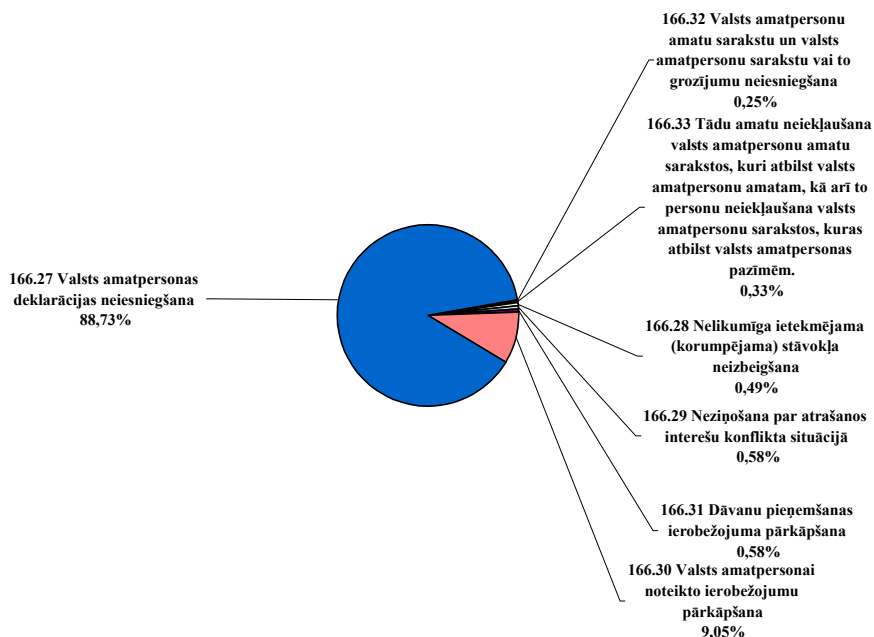 166.32 Valsts amatpersonu
amatu sarakstu un valsts
amatpersonu sarakstu vai to
grozījumu neiesniegšana
0,25%
166.33 Tādu amatu neiekļaušana
valsts amatpersonu amatu
sarakstos, kuri atbilst valsts
amatpersonu amatam, kā arī to
personu neiekļaušana valsts
amatpersonu sarakstos, kuras
atbilst valsts amatpersonas
pazīmēm.
0,33%
166.27 Valsts amatpersonas
deklarācijas neiesniegšana
88,73%
166.28 Nelikumīga ietekmējama
(korumpējama) stāvokļa
neizbeigšana
0,49%
166.29 Neziņošana par atrašanos
interešu konflikta situācijā
0,58%
166.31 Dāvanu pieņemšanas
ierobežojuma pārkāpšana
0,58%
166.30 Valsts amatpersonai
noteikto ierobežojumu
pārkāpšana
9,05%